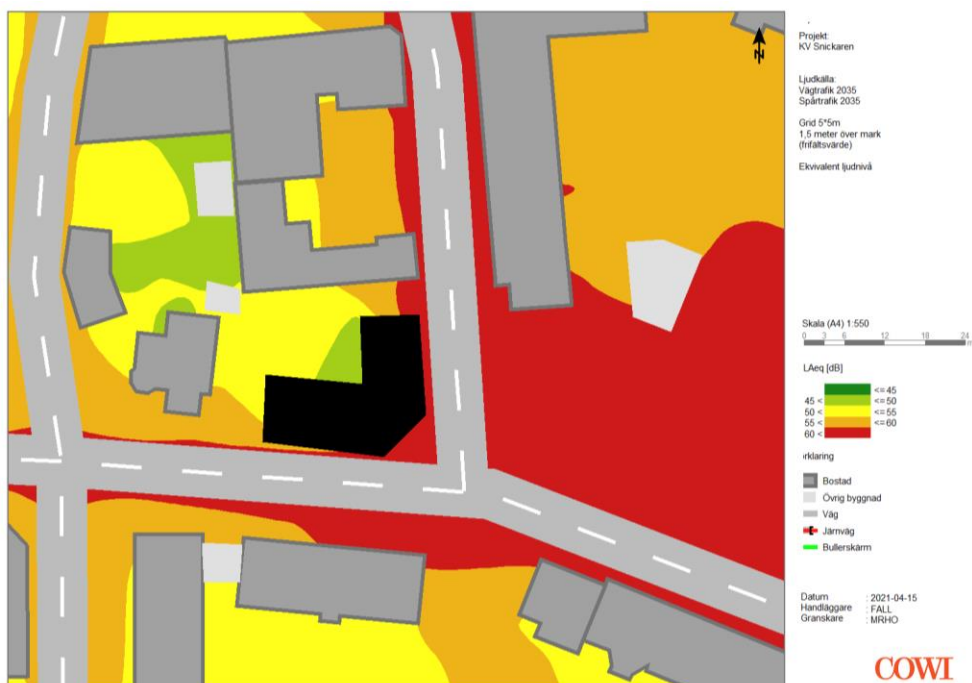 N
Projekt:
KV Snickaren
Ljudkälla:
Vägtrafik 2035
Spårtrafik 2035
Grid 5*5m
1,5 meter över mark
(frifältsvärde)
Ekvivalent ljudnivå
Skala (A4) 1:550
0 3 6 12 18 24
m
LAeq [dB]
<= 45
45 < <= 50
50 < <= 55
55 < <= 60
60 <
rklaring
Bostad
Övrig byggnad
Väg
Järnväg
Bullerskärm
Datum : 2021-04-15
Handläggare : FALL
Granskare : MRHO
COWI